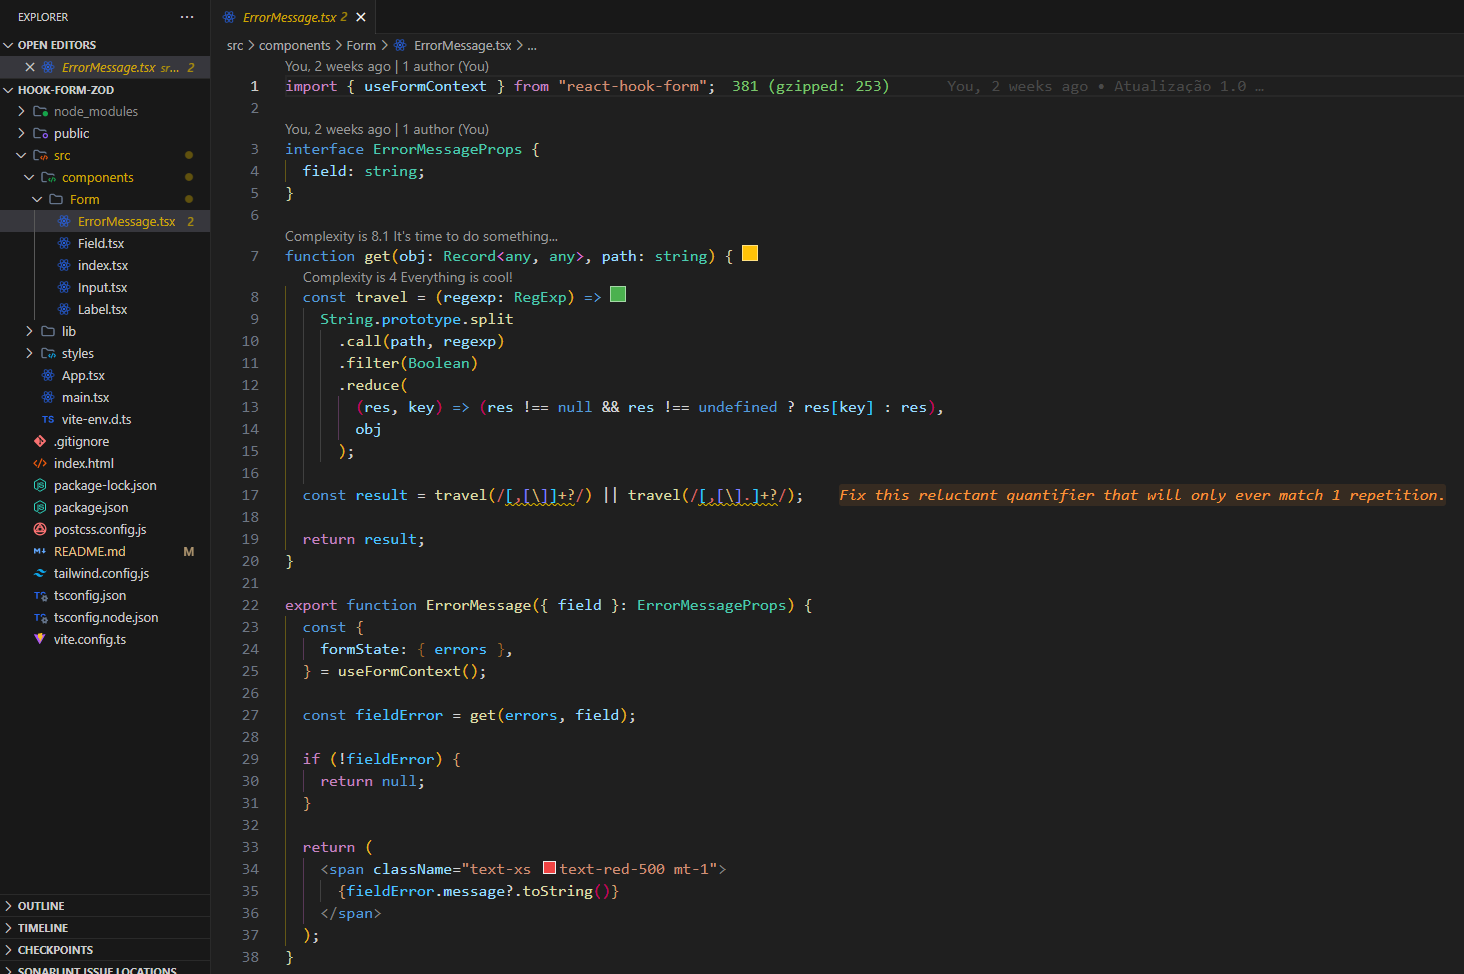 EXPLORER
OPEN EDITORS
ErrorMessage.tsx sr... 2
HOOK-FORM-ZOD
node_modules
public
src
components
Form
ErrorMessage.tsx 2
Field.tsx
index.tsx
Input.tsx
Label.tsx
lib
styles
App.tsx
main.tsx
TS vite-env.d.ts
.gitignore
index.html
package-lock.json
package.json
postcss.config.js
README.md M
tailwind.config.js
tsconfig.json
tsconfig.node.json
vite.config.ts
OUTLINE
TIMELINE
CHECKPOINTS
SONARLINT ISSUE LOCATIONS
ErrorMessage.tsx 2
src > components > Form > ErrorMessage.tsx > ...
You, 2 weeks ago | 1 author (You)
1 import { useFormContext } from "react-hook-form"; 381 (gzipped: 253) You, 2 weeks ago • Atualização 1.0 …
2
You, 2 weeks ago | 1 author (You)
3 interface ErrorMessageProps {
4 field: string;
5 }
6
Complexity is 8.1 It's time to do something...
7 function get(obj: Record<any, any>, path: string) {
Complexity is 4 Everything is cool!
8 const travel = (regexp: RegExp) =>
9 String.prototype.split
10 .call(path, regexp)
11 .filter(Boolean)
12 .reduce(
13 (res, key) => (res !== null && res !== undefined ? res[key] : res),
14 obj
15 );
16
17 const result = travel(/[,[\]]+?/) || travel(/[,[\].]+?/); Fix this reluctant quantifier that will only ever match 1 repetition.
18
19 return result;
20 }
21
22 export function ErrorMessage({ field }: ErrorMessageProps) {
23 const {
24 formState: { errors },
25 } = useFormContext();
26
27 const fieldError = get(errors, field);
28
29 if (!fieldError) {
30 return null;
31 }
32
33 return (
34 <span className="text-xs text-red-500 mt-1">
35 {fieldError.message?.toString()}
36 </span>
37 );
38 }